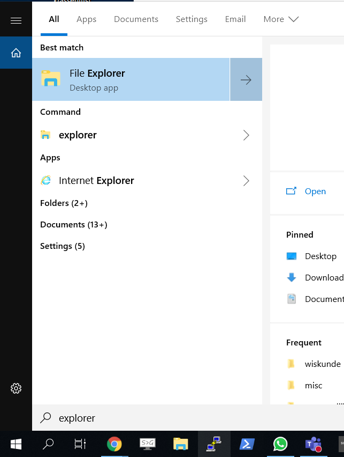 All Apps Documents Settings Email More
Best match
File Explorer
Desktop app
Command
explorer
Apps
Internet Explorer
Folders (2+)
Documents (13+)
Settings (5)
Open
Pinned
Desktop
Download
Document
Frequent
wiskunde
misc
explorer